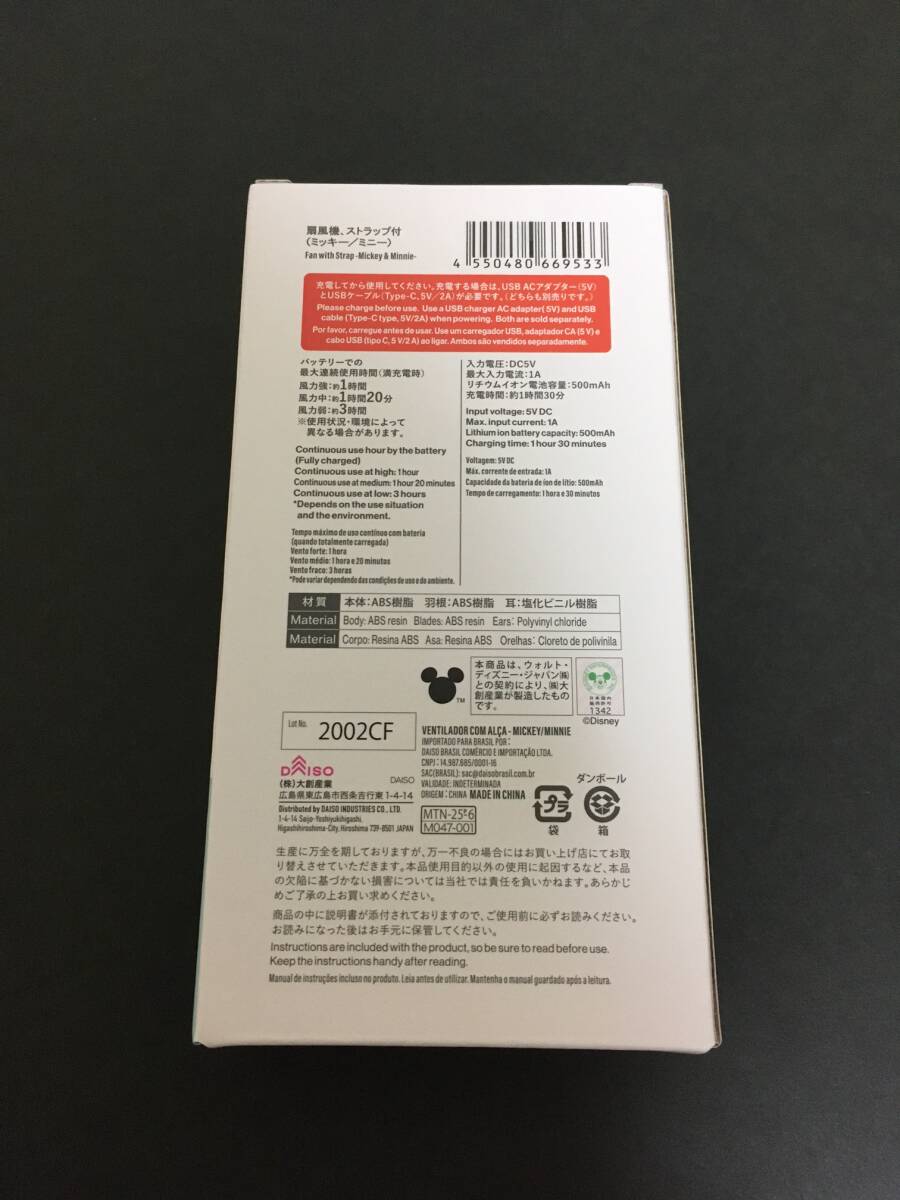 扇風機、ストラップ付
（ミッキー／ミニー）
Fan with Strap -Mickey & Minnie-
4 550480 669533
充電してから使用してください。充電する場合は、USB ACアダプター（5V）
とUSBケーブル（Type-C、5V／2A）が必要です。（どちらも別売りです。）
Please charge before use. Use a USB charger AC adapter( 5V) and USB
cable (Type-C type, 5V/2A) when powering. Both are sold separately.
Por favor, carregue antes de usar. Use um carregador USB, adaptador CA (5 V) e
cabo USB (tipo C, 5 V/2 A) ao ligar. Ambos são vendidos separadamente.
バッテリーでの
最大連続使用時間（満充電時）
風力強：約1時間
風力中：約1時間20分
風力弱：約3時間
※使用状況・環境によって
異なる場合があります。
Continuous use hour by the battery
(Fully charged)
Continuous use at high: 1 hour
Continuous use at medium: 1 hour 20 minutes
Continuous use at low: 3 hours
*Depends on the use situation
and the environment.
Tempo máximo de uso contínuo com bateria
(quando totalmente carregada)
Vento forte: 1 hora
Vento médio: 1 hora e 20 minutos
Vento fraco: 3 horas
*Pode variar dependendo das condições de uso e do ambiente.
入力電圧：DC5V
最大入力電流：1A
リチウムイオン電池容量：500mAh
充電時間：約1時間30分
Input voltage: 5V DC
Max. input current: 1A
Lithium ion battery capacity: 500mAh
Charging time: 1 hour 30 minutes
Voltagem: 5V DC
Máx. corrente de entrada: 1A
Capacidade da bateria de íon de lítio: 500mAh
Tempo de carregamento: 1 hora e 30 minutos
材質 本体：ABS樹脂 羽根：ABS樹脂 耳：塩化ビニル樹脂
Material Body: ABS resin Blades: ABS resin Ears: Polyvinyl chloride
Material Corpo: Resina ABS Asa: Resina ABS Orelhas: Cloreto de polivinila
TM
本商品は、ウォルト・
ディズニー・ジャパン㈱
との契約により、㈱大
創産業が製造したもの
です。
日本国内
販売許可
1342
©Disney
Lot No. 2002CF
DAISO
（株）大創産業 DAISO
広島県東広島市西条吉行東 1-4-14
Distributed by DAISO INDUSTRIES CO., LTD.
1-4-14 Saijo-Yoshiyukihigashi,
Higashihiroshima-City, Hiroshima 739-8501 JAPAN
VENTILADOR COM ALÇA - MICKEY/MINNIE
IMPORTADO PARA BRASIL POR:
DAISO BRASIL COMÉRCIO E IMPORTAÇÃO LTDA.
CNPJ: 14.987.685/0001-16
SAC(BRASIL): sac@daisobrasil.com.br
VALIDADE: INDETERMINADA
ORIGEM: CHINA MADE IN CHINA
MTN-25º6
M047-001
プラ
袋
ダンボール
箱
生産に万全を期しておりますが、万一不良の場合にはお買い上げ店にてお取
り替えさせていただきます。本品使用目的以外の使用に起因するなど、本品
の欠陥に基づかない損害については当社では責任を負いかねます。あらかじ
めご了承の上お買い求めください。
商品の中に説明書が添付されておりますので、ご使用前に必ずお読みください。
お読みになった後はお手元に保管してください。
Instructions are included with the product, so be sure to read before use.
Keep the instructions handy after reading.
Manual de instruções incluso no produto. Leia antes de utilizar. Mantenha o manual guardado após a leitura.